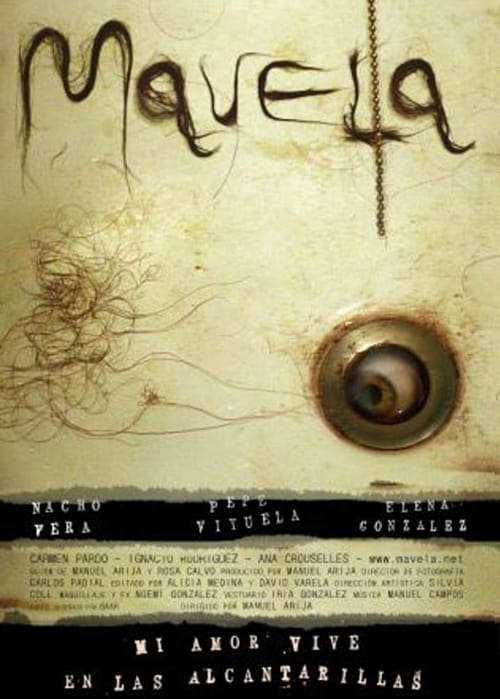 Mavela
NACHO VERA
PEPE VIYUELA
ELENA GONZALEZ
CARMEN PARDO - IGNACIO RODRIGUEZ - ANA CROUSELLES - www.mavela.net
GUION DE MANUEL ARIJA Y ROSA CALVO PRODUCIDO POR MANUEL ARIJA DIRECTOR DE FOTOGRAFIA
CARLOS PADIAL EDITADO POR ALICIA MEDINA Y DAVID VARELA DIRECCIÓN ARTÍSTICA SILVIA
COLL MAQUILLAJE Y FX NOEMÍ GONZALEZ VESTUARIO IRIA GONZALEZ MÚSICA MANUEL CAMPOS
DIRIGIDO POR MANUEL ARIJA
MI AMOR VIVE
EN LAS ALCANTARILLAS